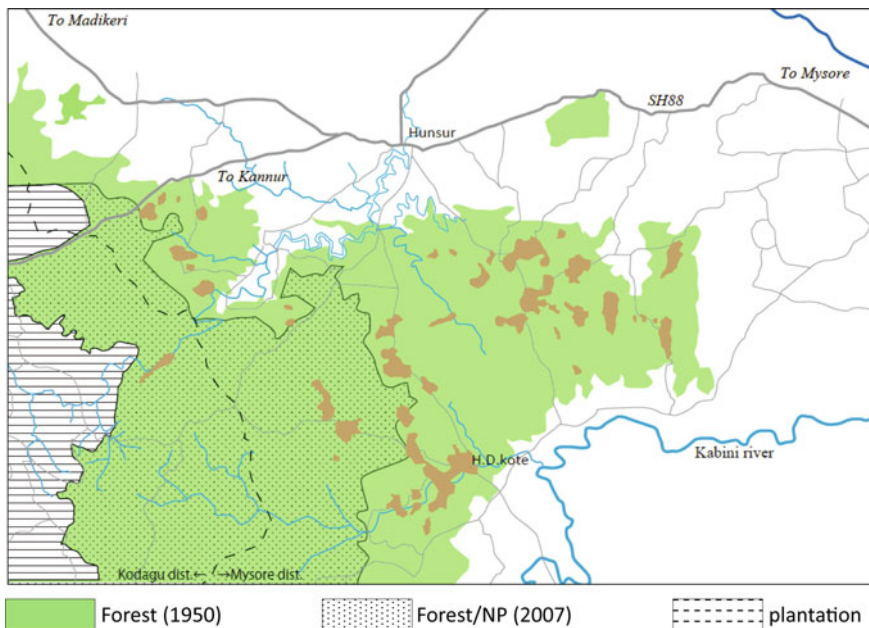 To Madikeri
To Mysore
SH88
Hunsur
To Kannur
H.D.kote
Kabini river
Kodagu dist.← →Mysore dist.
Forest (1950)
Forest/NP (2007)
plantation